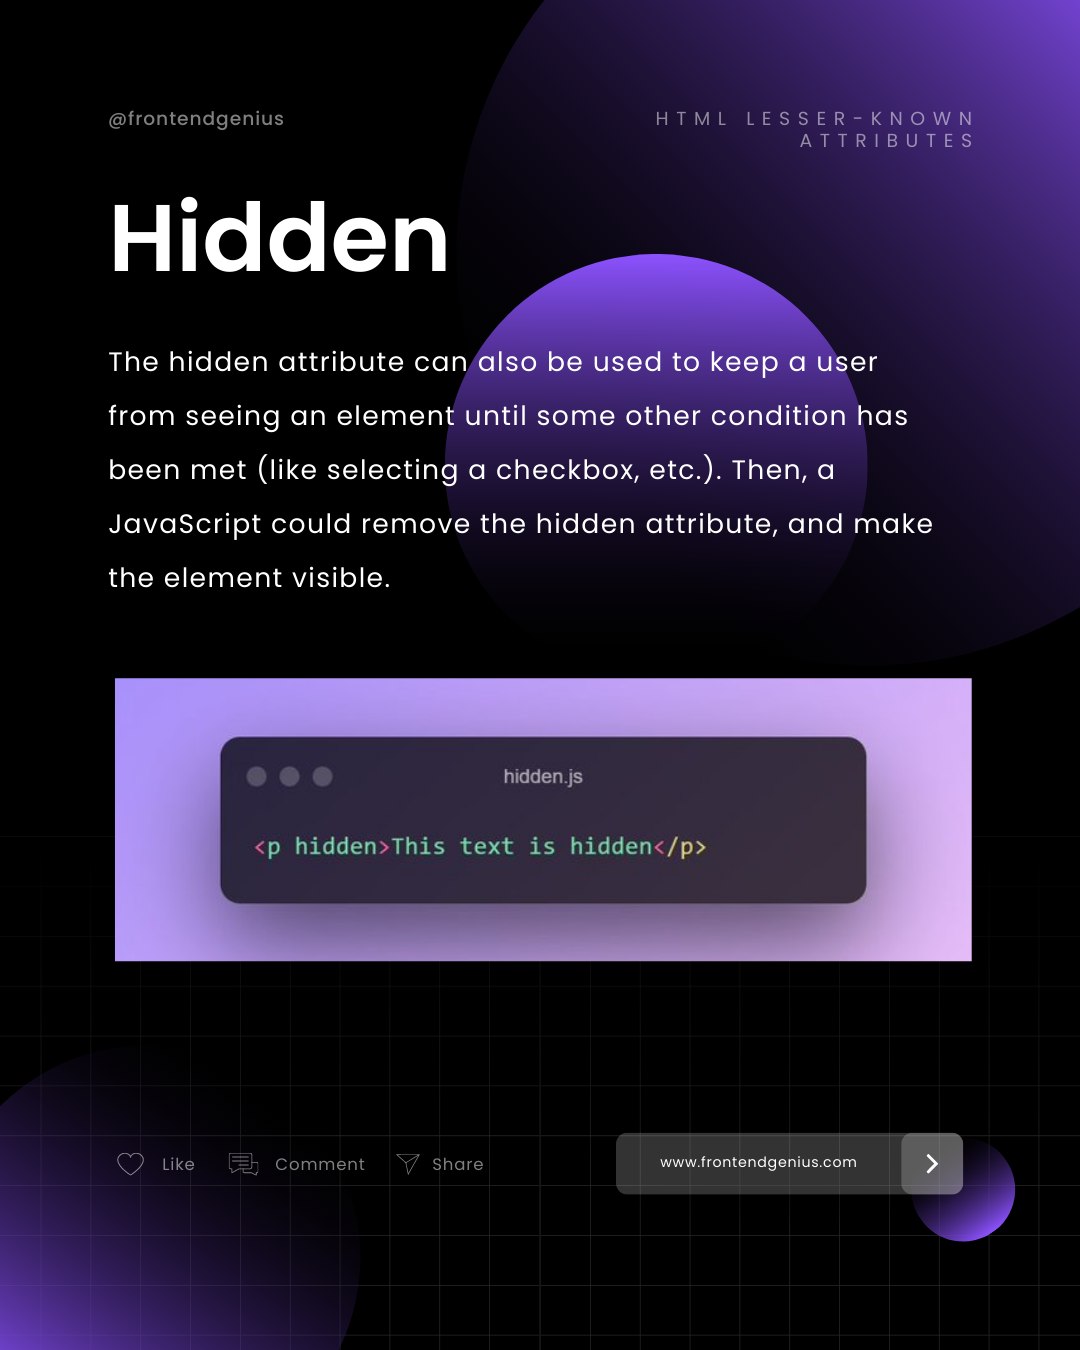 @frontendgenius
HTML LESSER-KNOWN
ATTRIBUTES
Hidden
The hidden attribute can also be used to keep a user
from seeing an element until some other condition has
been met (like selecting a checkbox, etc.). Then, a
JavaScript could remove the hidden attribute, and make
the element visible.
hidden.js
<p hidden>This text is hidden</p>
Like Comment Share
www.frontendgenius.com